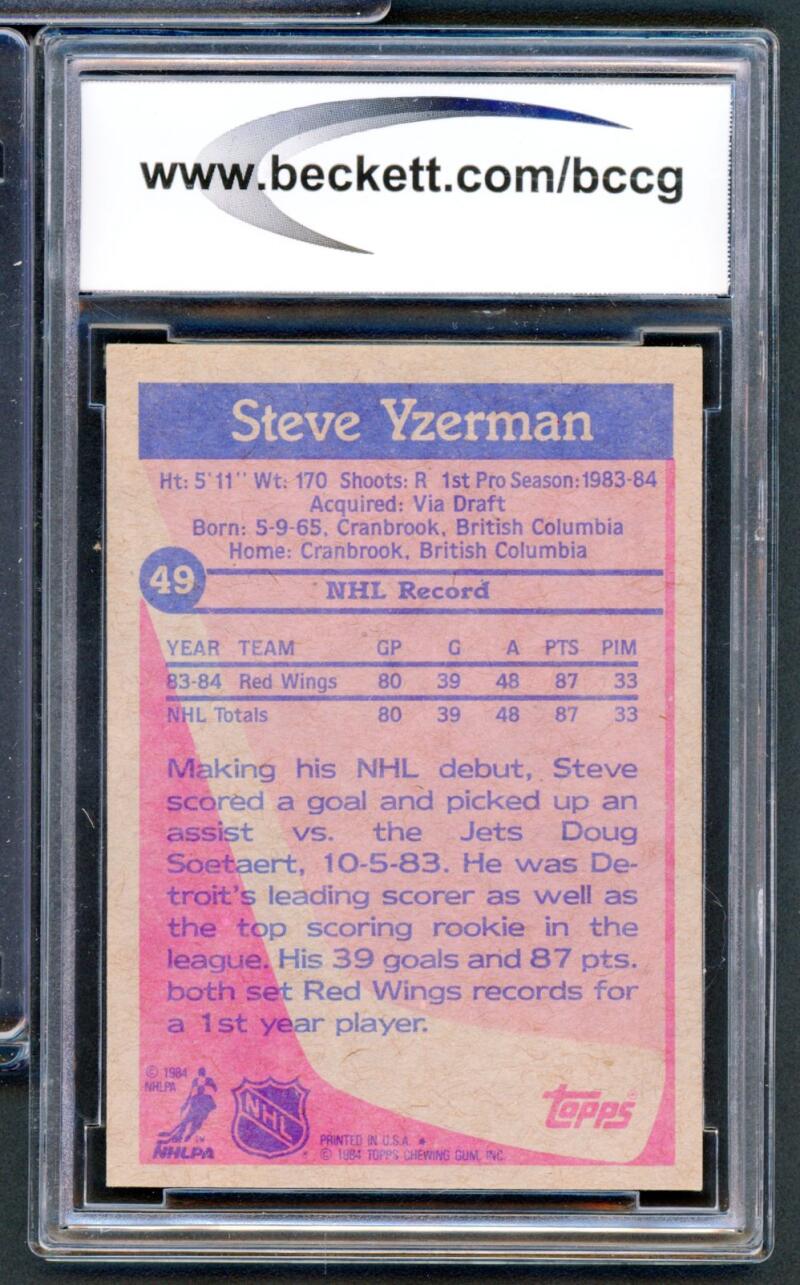 www.beckett.com/bccg
Steve Yzerman
Ht: 5'11'' Wt: 170 Shoots: R 1st Pro Season: 1983-84
Acquired: Via Draft
Born: 5-9-65, Cranbrook, British Columbia
Home: Cranbrook, British Columbia
49
NHL Record
YEAR TEAM GP G A PTS PIM
83-84 Red Wings 80 39 48 87 33
NHL Totals 80 39 48 87 33
Making his NHL debut, Steve
scored a goal and picked up an
assist vs. the Jets Doug
Soetaert, 10-5-83. He was De-
troit's leading scorer as well as
the top scoring rookie in the
league. His 39 goals and 87 pts.
both set Red Wings records for
a 1st year player.
© 1984
NHLPA
NHLPA
NHL
topps®
PRINTED IN U.S.A. *
© 1984 TOPPS CHEWING GUM, INC.